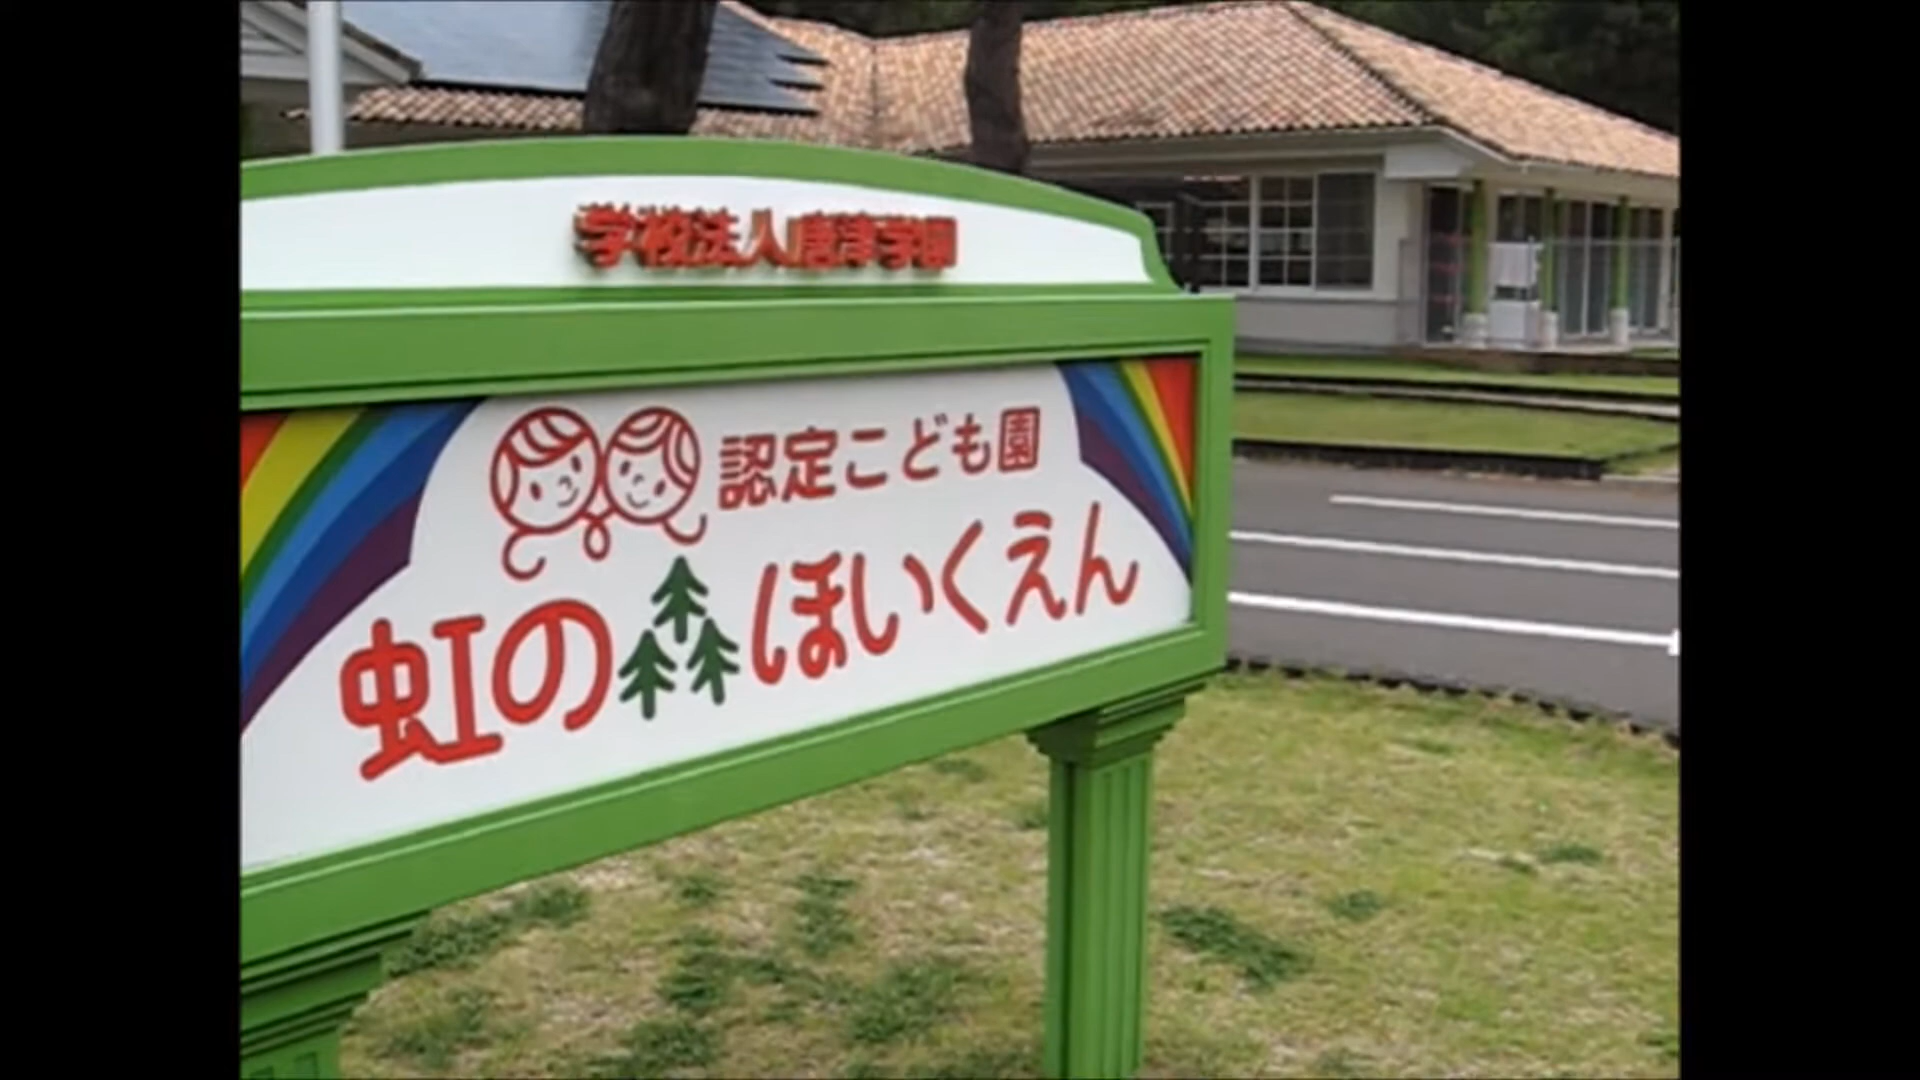 学校法人唐津学園
認定こども園
虹の森ほいくえん